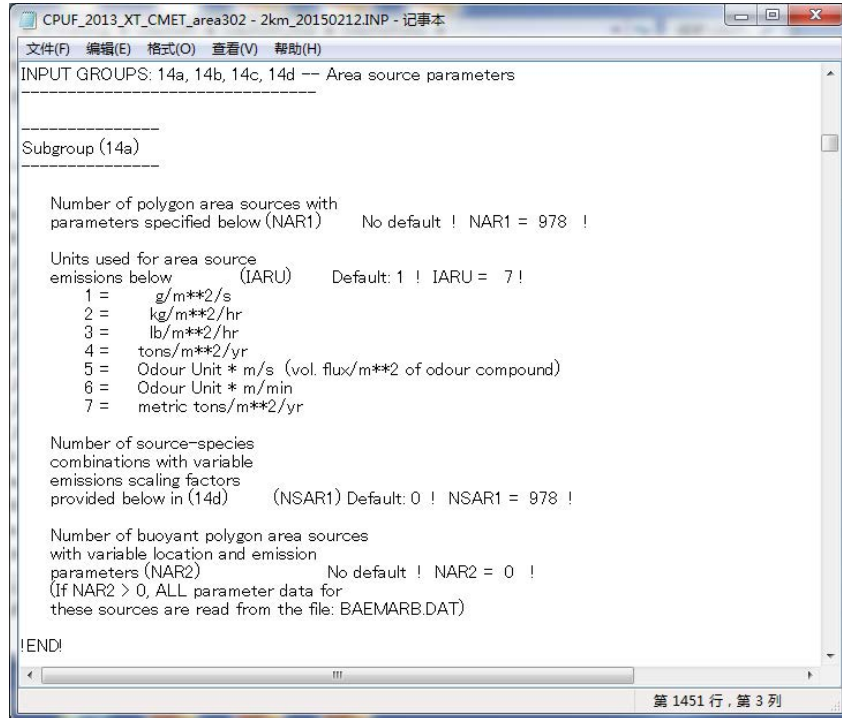 CPUF_2013_XT_CMET_area302 - 2km_20150212.INP - 记事本
文件(F) 编辑(E) 格式(O) 查看(V) 帮助(H)
INPUT GROUPS: 14a, 14b, 14c, 14d -- Area source parameters
--------------------------------
---------------
Subgroup (14a)
---------------
Number of polygon area sources with
parameters specified below (NAR1) No default ! NAR1 = 978 !
Units used for area source
emissions below (IARU) Default: 1 ! IARU = 7 !
1 = g/m**2/s
2 = kg/m**2/hr
3 = lb/m**2/hr
4 = tons/m**2/yr
5 = Odour Unit * m/s (vol. flux/m**2 of odour compound)
6 = Odour Unit * m/min
7 = metric tons/m**2/yr
Number of source-species
combinations with variable
emissions scaling factors
provided below in (14d) (NSAR1) Default: 0 ! NSAR1 = 978 !
Number of buoyant polygon area sources
with variable location and emission
parameters (NAR2) No default ! NAR2 = 0 !
(If NAR2 > 0, ALL parameter data for
these sources are read from the file: BAEMARB.DAT)
!END!
第 1451 行 , 第 3 列